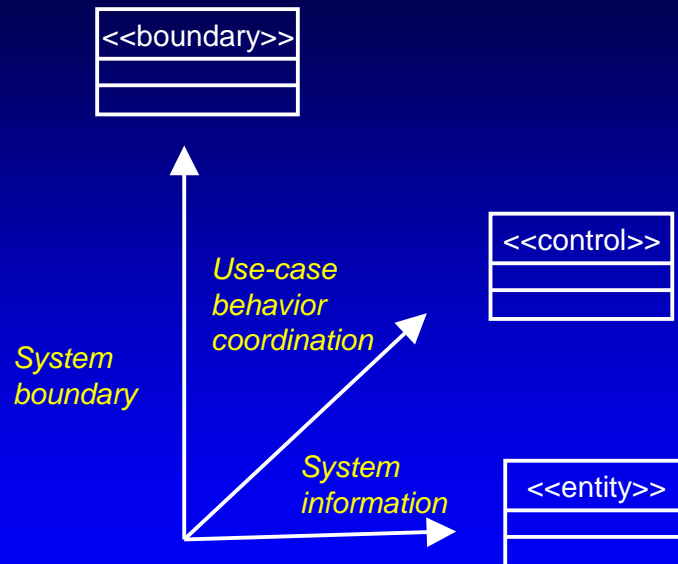 <<boundary>>
<<control>>
Use-case
behavior
coordination
System
boundary
System
information
<<entity>>